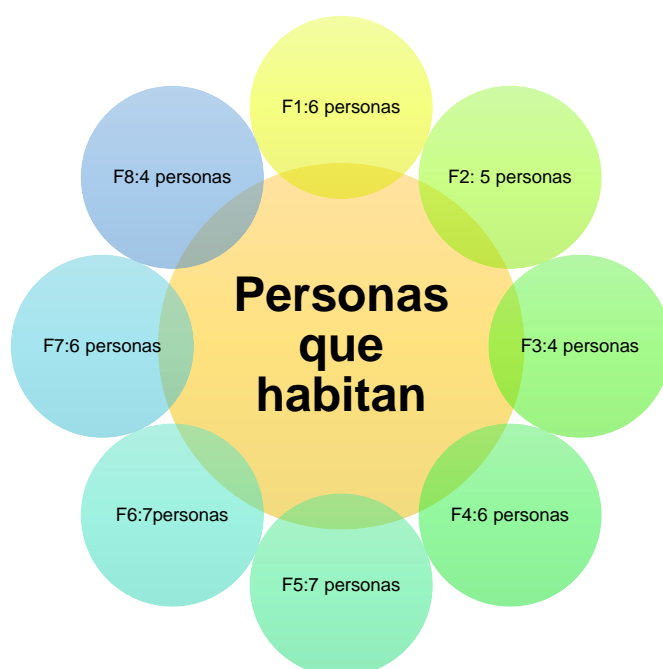 Personas
que
habitan
F1:6 personas
F2: 5 personas
F3:4 personas
F4:6 personas
F5:7 personas
F6:7personas
F7:6 personas
F8:4 personas